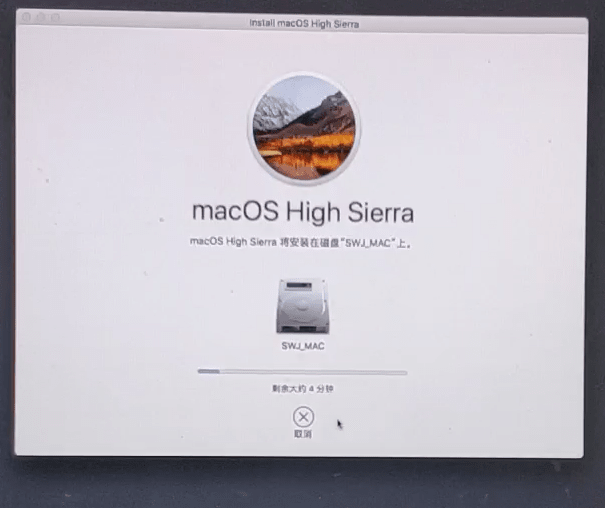 Install macOS High Sierra
macOS High Sierra
macOS High Sierra 将安装在磁盘“SWJ_MAC”上。
SWJ_MAC
剩余大约 4 分钟
取消